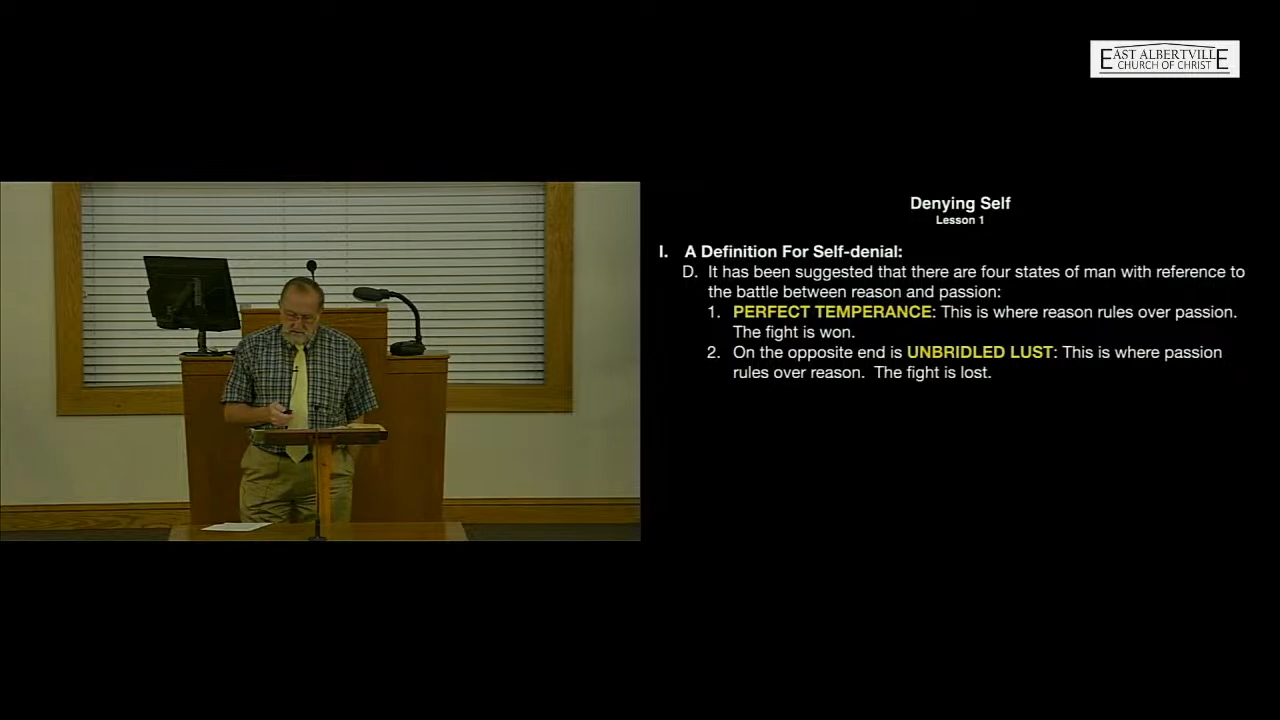 EAST ALBERTVILLE
CHURCH OF CHRIST
Denying Self
Lesson 1
I. A Definition For Self-denial:
D. It has been suggested that there are four states of man with reference to
the battle between reason and passion:
1. PERFECT TEMPERANCE: This is where reason rules over passion.
The fight is won.
2. On the opposite end is UNBRIDLED LUST: This is where passion
rules over reason. The fight is lost.